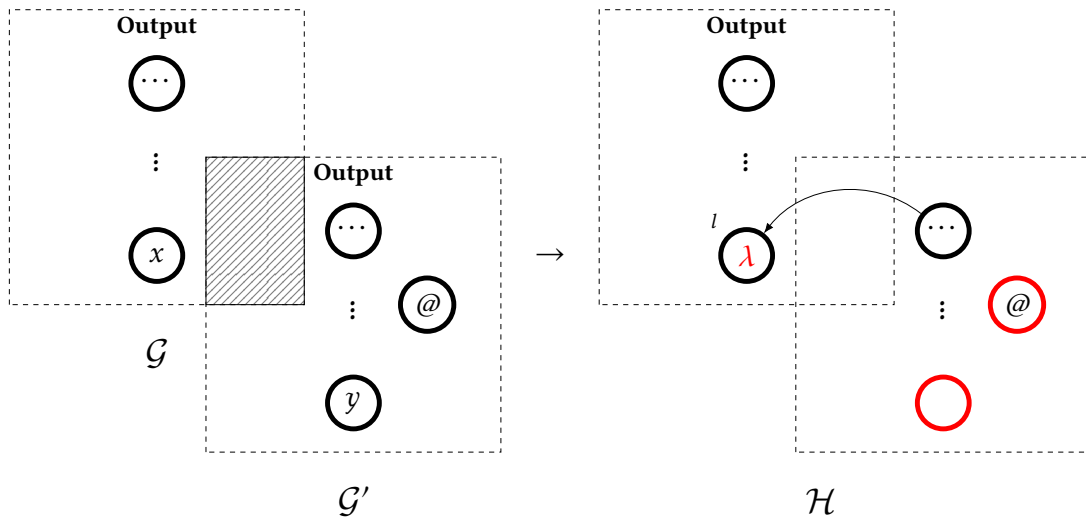 Output
⋯
⋮
x
𝒢
Output
⋯
⋮
@
y
𝒢′
→
Output
⋯
⋮
l
λ
⋯
⋮
@
ℋ